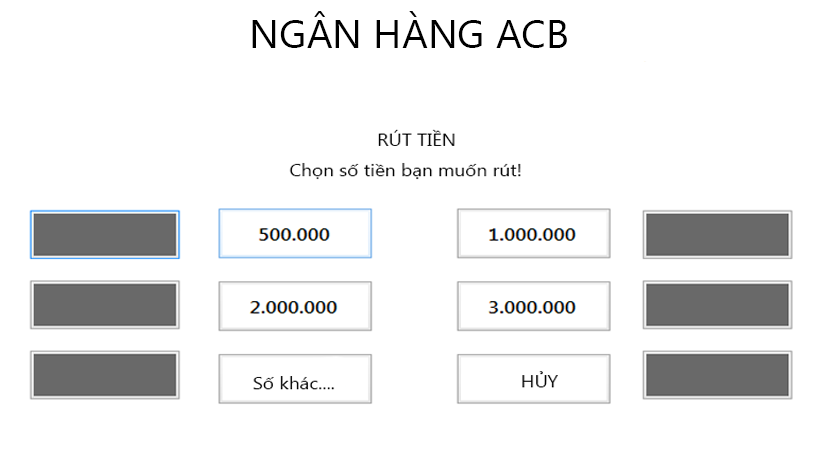 NGÂN HÀNG ACB
RÚT TIỀN
Chọn số tiền bạn muốn rút!
500.000 1.000.000
2.000.000 3.000.000
Số khác.... HỦY